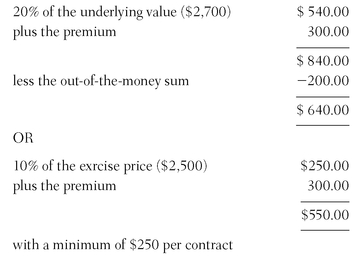 20% of the underlying value ($2,700) $ 540.00
plus the premium 300.00
$ 840.00
less the out-of-the-money sum −200.00
$ 640.00
OR
10% of the exrcise price ($2,500) $250.00
plus the premium 300.00
$550.00
with a minimum of $250 per contract